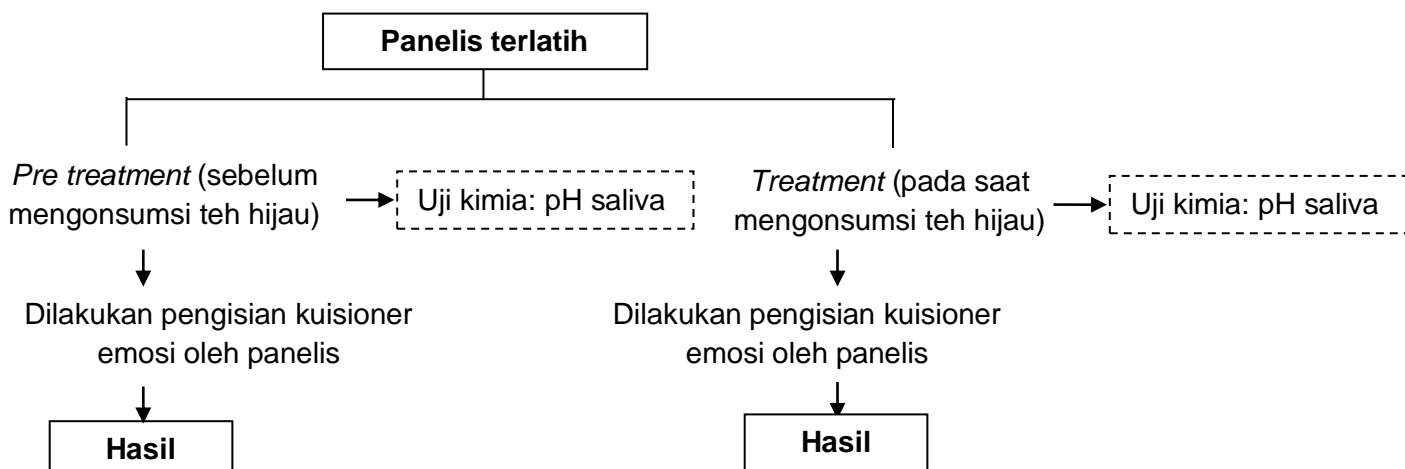 Panelis terlatih
Pre treatment (sebelum
mengonsumsi teh hijau)
Uji kimia: pH saliva
Treatment (pada saat
mengonsumsi teh hijau)
Uji kimia: pH saliva
Dilakukan pengisian kuisioner
emosi oleh panelis
Dilakukan pengisian kuisioner
emosi oleh panelis
Hasil
Hasil